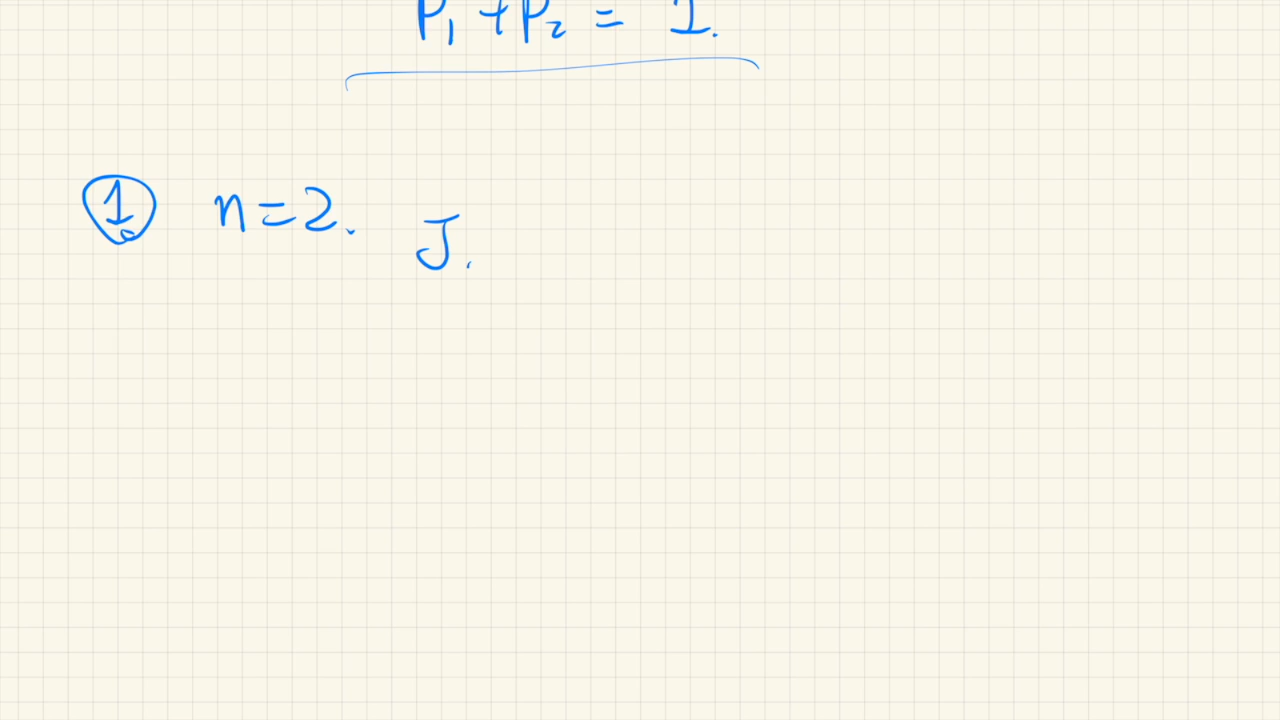 P₁ + P₂ = 1.
① n = 2. J.